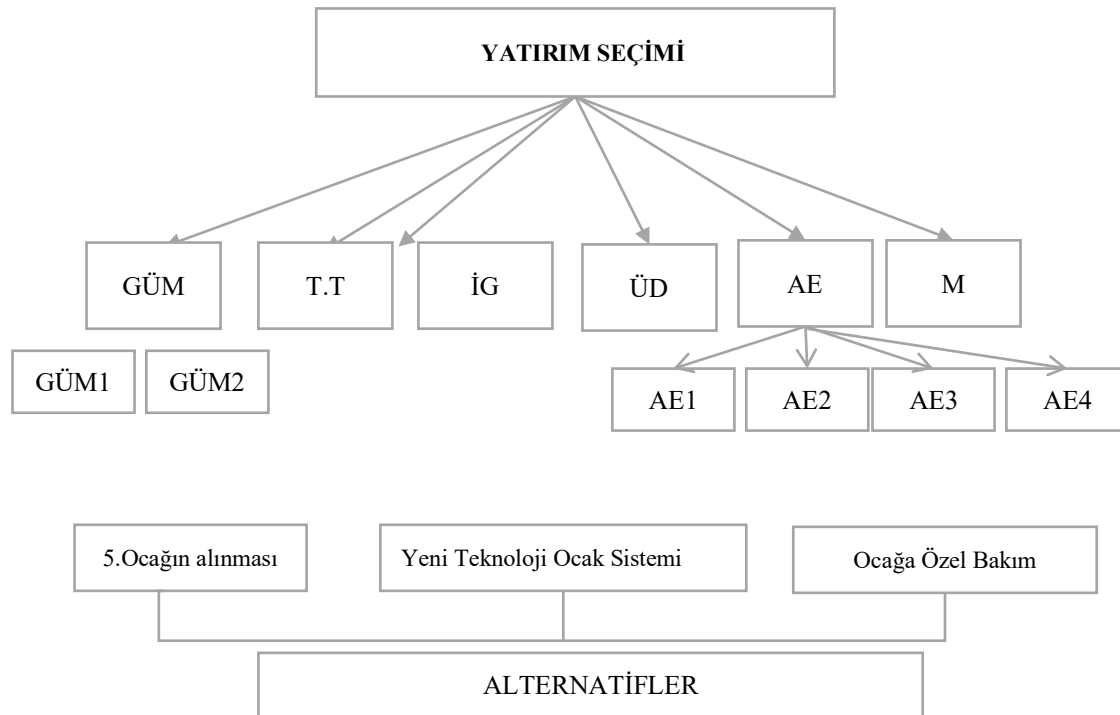 YATIRIM SEÇİMİ
GÜM
T.T
İG
ÜD
AE
M
GÜM1
GÜM2
AE1
AE2
AE3
AE4
5.Ocağın alınması
Yeni Teknoloji Ocak Sistemi
Ocağa Özel Bakım
ALTERNATİFLER